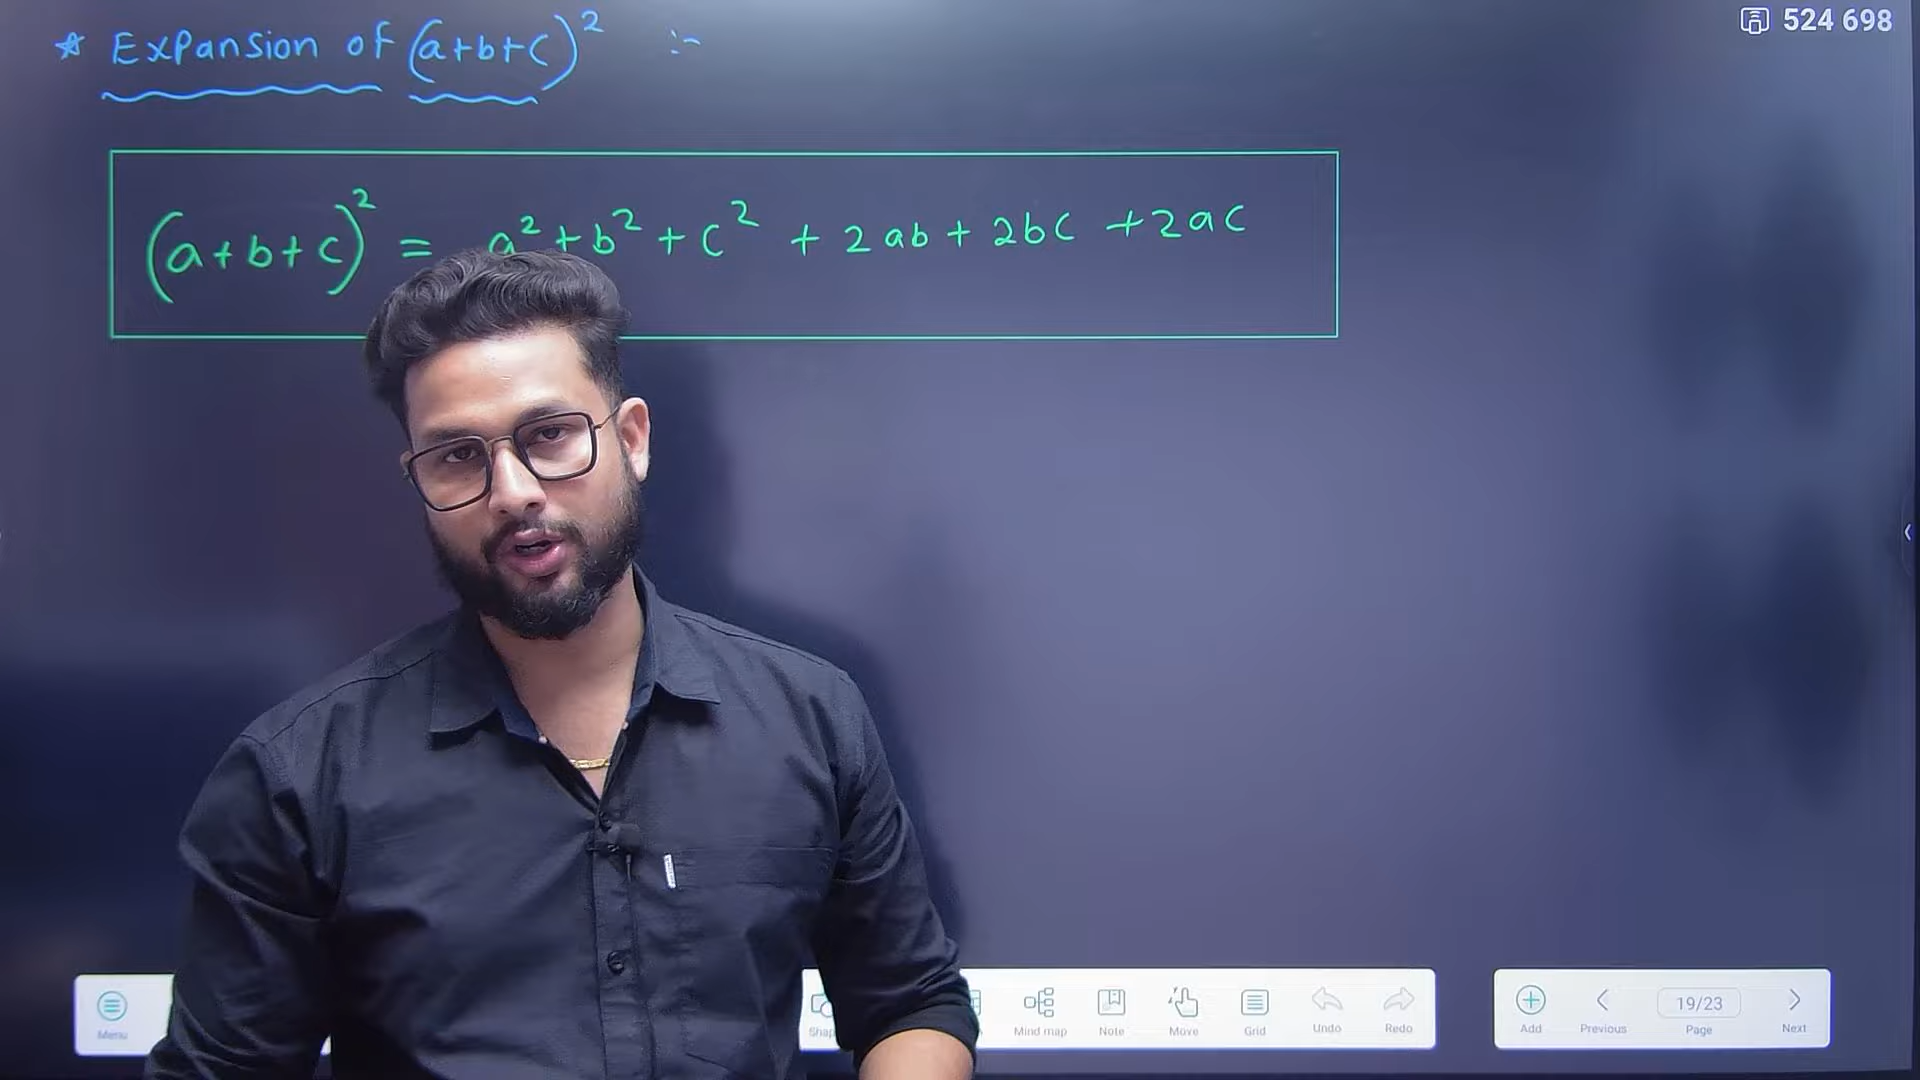 524 698
☆ Expansion of (a+b+c)² :-
(a+b+c)² = a² + b² + c² + 2ab + 2bc + 2ac
Menu
Mind map
Note
Move
Grid
Undo
Redo
Add
Previous
19/23
Page
Next